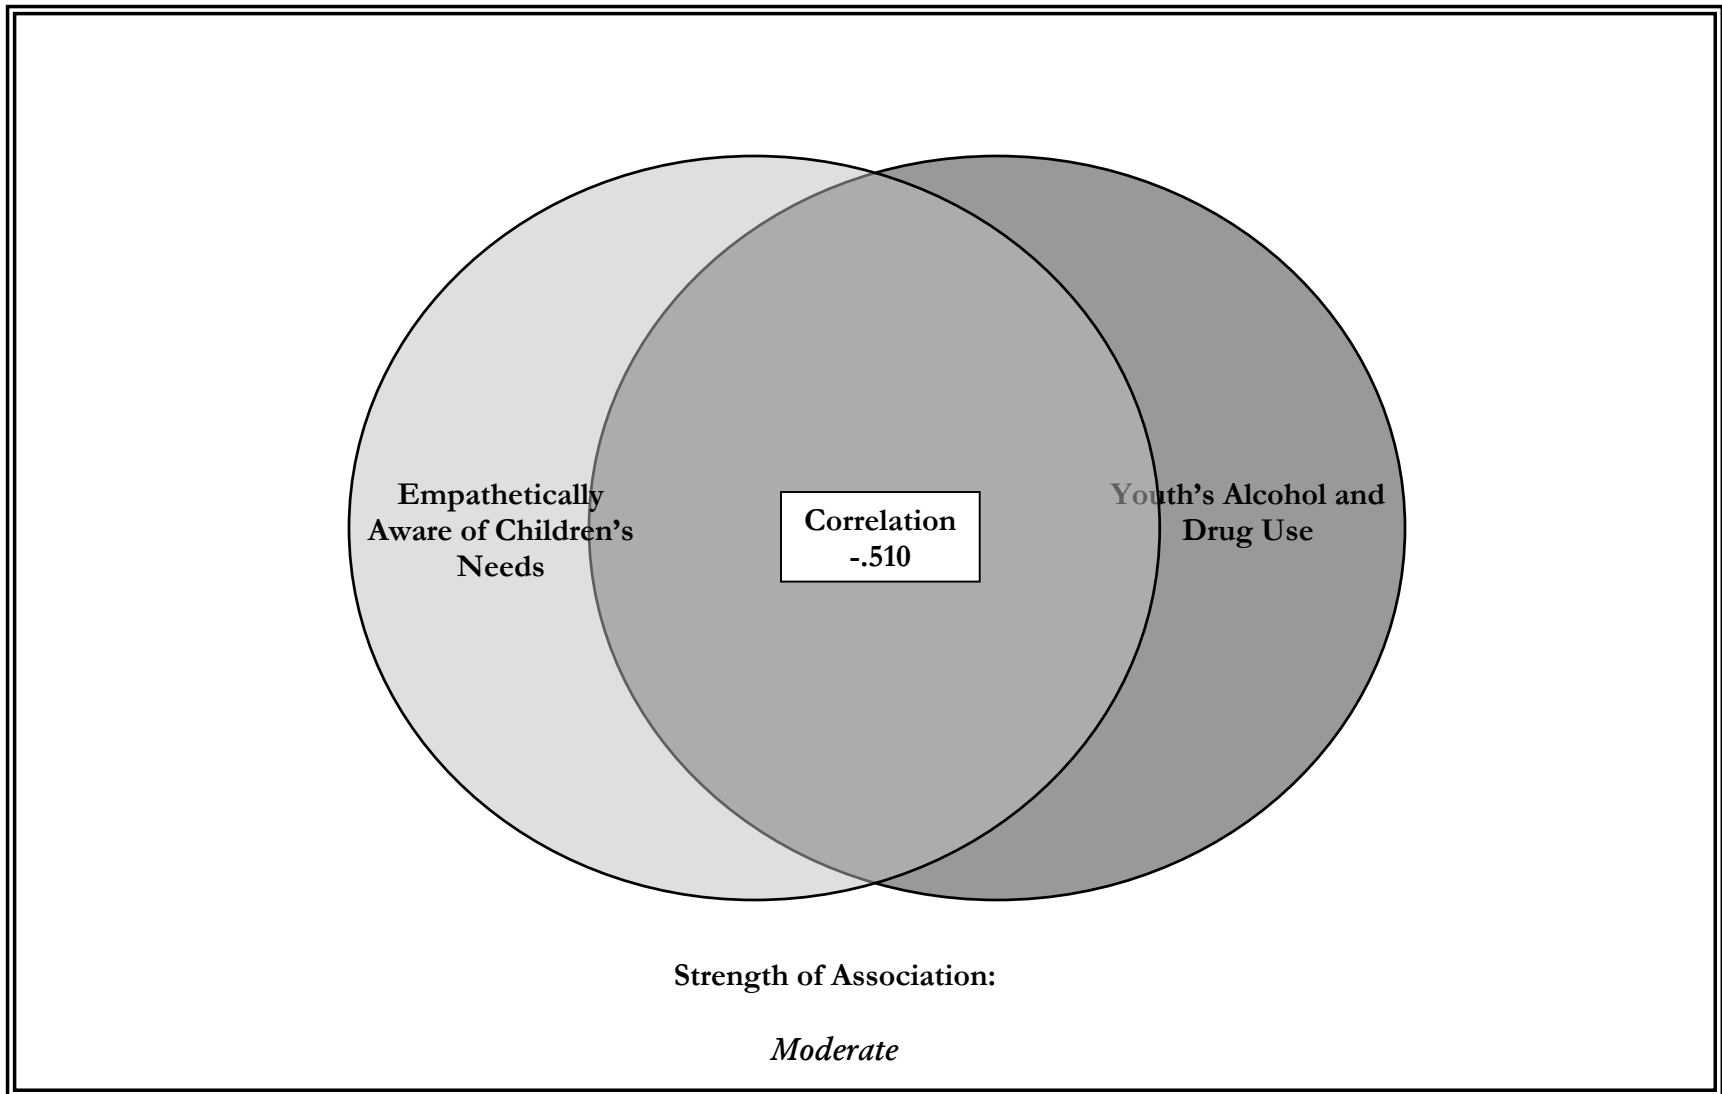 Empathetically
Aware of Children’s
Needs
Correlation
-.510
Youth’s Alcohol and
Drug Use
Strength of Association:
Moderate